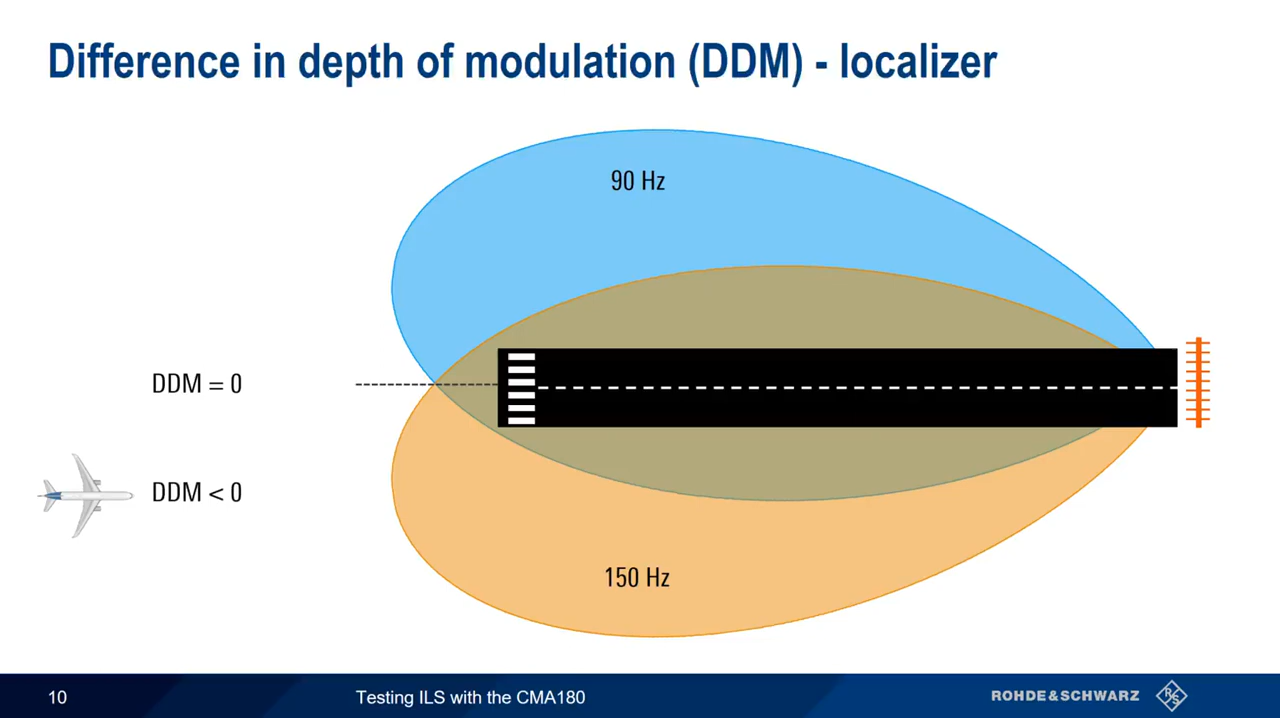 Difference in depth of modulation (DDM) - localizer
90 Hz
DDM = 0
DDM < 0
150 Hz
10
Testing ILS with the CMA180
ROHDE & SCHWARZ
R/S